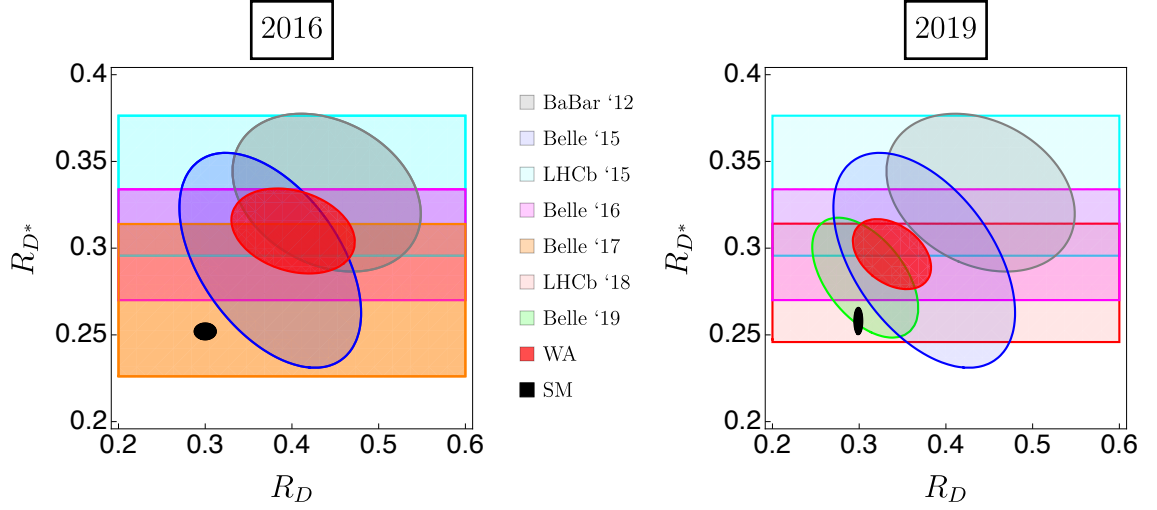 2016
0.4
0.35
0.3
0.25
0.2
0.2 0.3 0.4 0.5 0.6
R_{D*}
R_D
BaBar ‘12
Belle ‘15
LHCb ‘15
Belle ‘16
Belle ‘17
LHCb ‘18
Belle ‘19
WA
SM
2019
0.4
0.35
0.3
0.25
0.2
0.2 0.3 0.4 0.5 0.6
R_{D*}
R_D